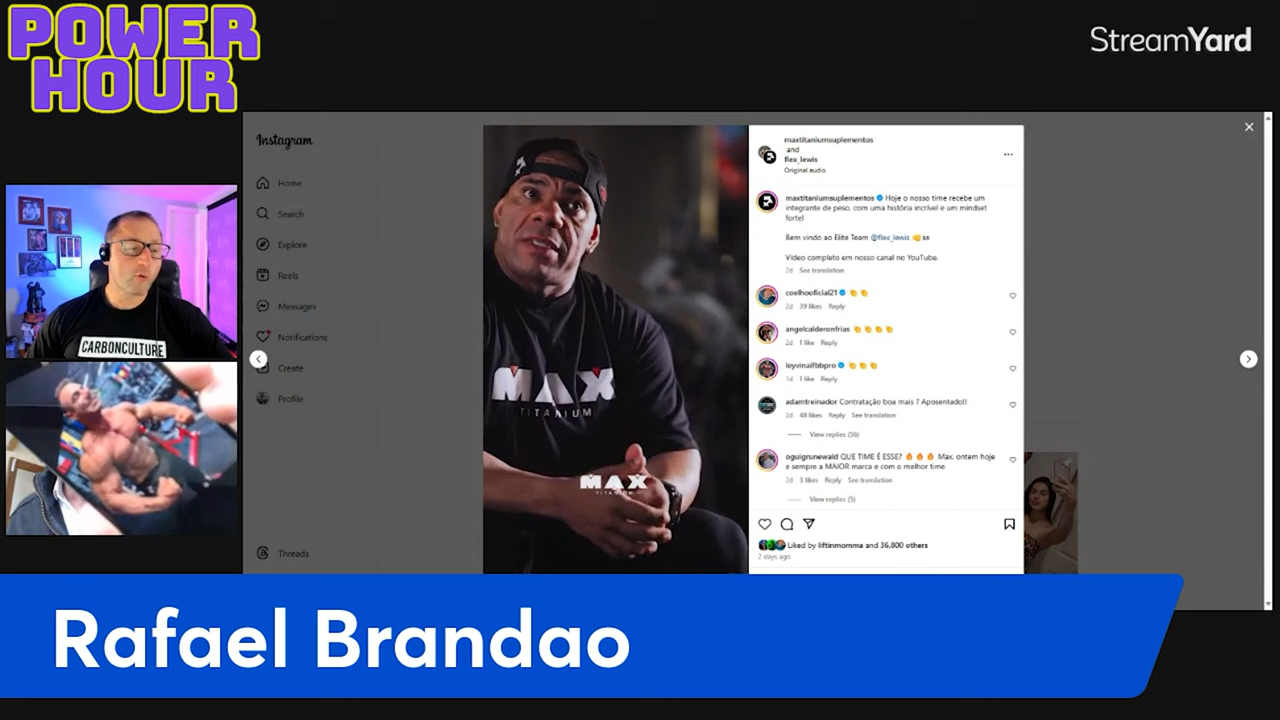 POWER
HOUR
StreamYard
Instagram
Home
Search
Explore
Reels
Messages
Notifications
Create
Profile
Threads
CARBONCULTURE
MAX
TITANIUM
MAX
TITANIUM
maxtitaniumsuplementos
and
flex_lewis
Original audio
maxtitaniumsuplementos Hoje o nosso time recebe um
integrante de peso, com uma história incrível e um mindset
forte!
Bem vindo ao Elite Team @flex_lewis
Vídeo completo em nosso canal no YouTube.
2d See translation
coelhooficial21
2d 39 likes Reply
angelcalderonfrias
2d 1 like Reply
leyvinaifbbpro
1d 1 like Reply
adamtreinador Contratação boa mais ? Aposentado!!
2d 48 likes Reply See translation
View replies (36)
oguigrunewald QUE TIME É ESSE? Max, ontem hoje
e sempre a MAIOR marca e com o melhor time
2d 3 likes Reply See translation
View replies (5)
Liked by liftinmomma and 36,800 others
2 days ago
Rafael Brandao